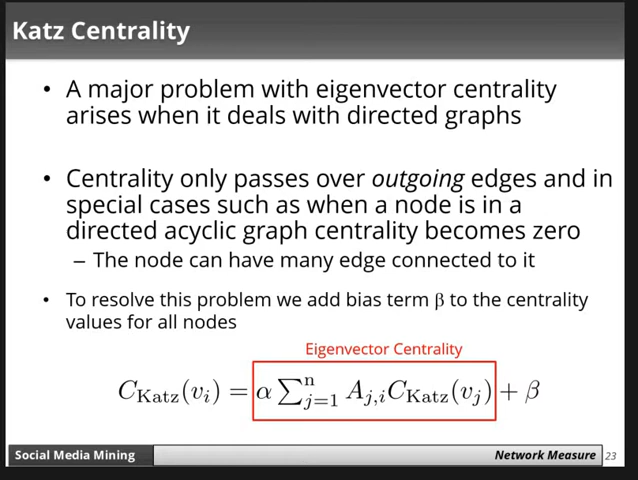 Katz Centrality
• A major problem with eigenvector centrality
arises when it deals with directed graphs
• Centrality only passes over outgoing edges and in
special cases such as when a node is in a
directed acyclic graph centrality becomes zero
– The node can have many edge connected to it
• To resolve this problem we add bias term β to the centrality
values for all nodes
Eigenvector Centrality
C_Katz(v_i) = α ∑_{j=1}^{n} A_{j,i} C_Katz(v_j) + β
Social Media Mining
Network Measure 23